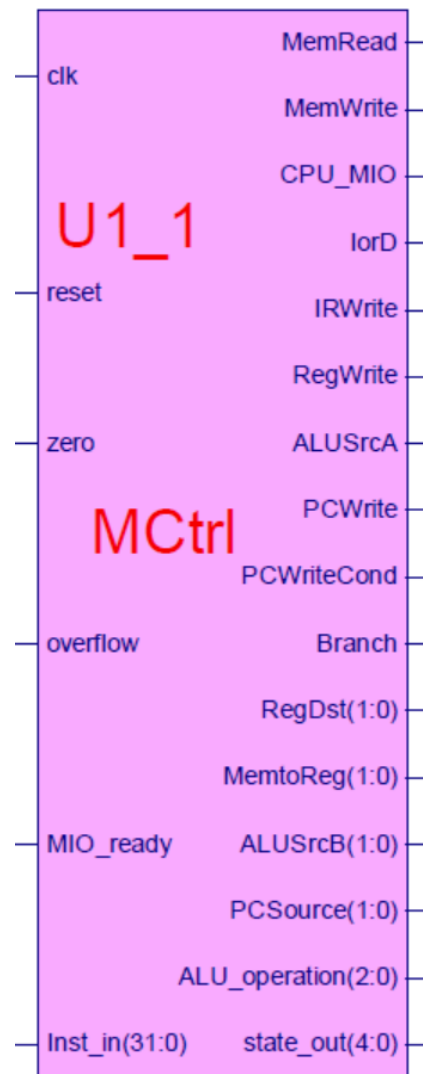 MemRead
clk
MemWrite
CPU_MIO
U1_1
IorD
reset
IRWrite
RegWrite
zero
ALUSrcA
PCWrite
MCtrl
PCWriteCond
overflow
Branch
RegDst(1:0)
MemtoReg(1:0)
MIO_ready
ALUSrcB(1:0)
PCSource(1:0)
ALU_operation(2:0)
Inst_in(31:0)
state_out(4:0)